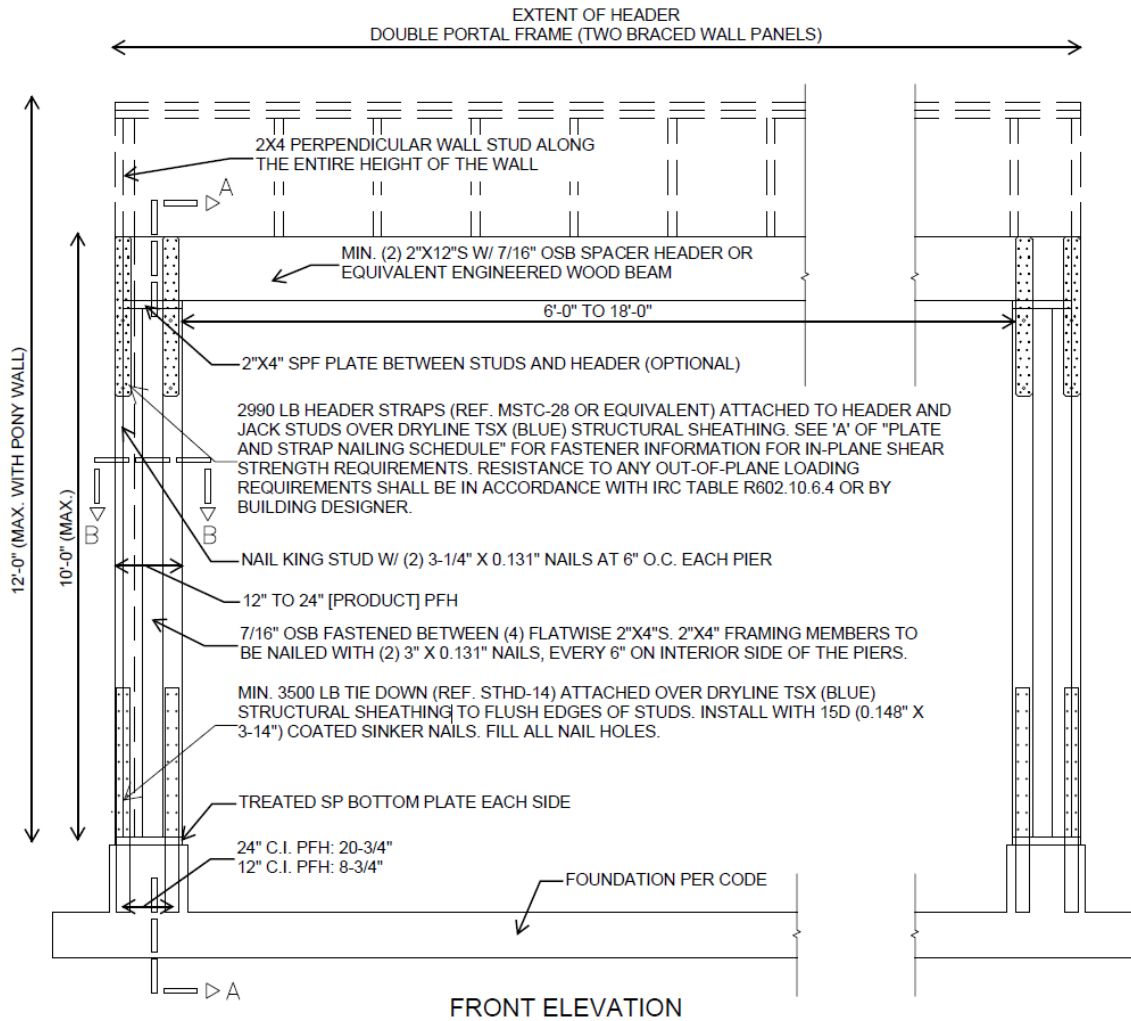 EXTENT OF HEADER
DOUBLE PORTAL FRAME (TWO BRACED WALL PANELS)
2X4 PERPENDICULAR WALL STUD ALONG
THE ENTIRE HEIGHT OF THE WALL
A
MIN. (2) 2"X12"S W/ 7/16" OSB SPACER HEADER OR
EQUIVALENT ENGINEERED WOOD BEAM
6'-0" TO 18'-0"
2"X4" SPF PLATE BETWEEN STUDS AND HEADER (OPTIONAL)
12'-0" (MAX. WITH PONY WALL)
10'-0" (MAX.)
2990 LB HEADER STRAPS (REF. MSTC-28 OR EQUIVALENT) ATTACHED TO HEADER AND
JACK STUDS OVER DRYLINE TSX (BLUE) STRUCTURAL SHEATHING. SEE 'A' OF "PLATE
AND STRAP NAILING SCHEDULE" FOR FASTENER INFORMATION FOR IN-PLANE SHEAR
STRENGTH REQUIREMENTS. RESISTANCE TO ANY OUT-OF-PLANE LOADING
REQUIREMENTS SHALL BE IN ACCORDANCE WITH IRC TABLE R602.10.6.4 OR BY
BUILDING DESIGNER.
B
B
NAIL KING STUD W/ (2) 3-1/4" X 0.131" NAILS AT 6" O.C. EACH PIER
12" TO 24" [PRODUCT] PFH
7/16" OSB FASTENED BETWEEN (4) FLATWISE 2"X4"S. 2"X4" FRAMING MEMBERS TO
BE NAILED WITH (2) 3" X 0.131" NAILS, EVERY 6" ON INTERIOR SIDE OF THE PIERS.
MIN. 3500 LB TIE DOWN (REF. STHD-14) ATTACHED OVER DRYLINE TSX (BLUE)
STRUCTURAL SHEATHING TO FLUSH EDGES OF STUDS. INSTALL WITH 15D (0.148" X
3-14") COATED SINKER NAILS. FILL ALL NAIL HOLES.
TREATED SP BOTTOM PLATE EACH SIDE
24" C.I. PFH: 20-3/4"
12" C.I. PFH: 8-3/4"
FOUNDATION PER CODE
A
FRONT ELEVATION